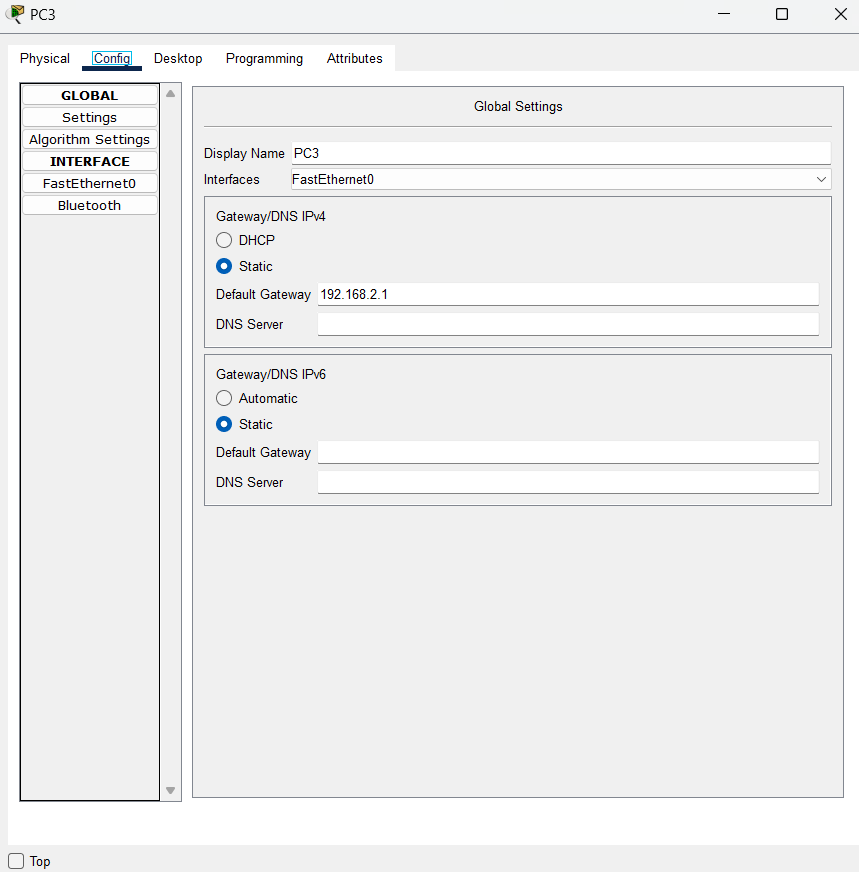 PC3
Physical Config Desktop Programming Attributes
GLOBAL
Settings
Algorithm Settings
INTERFACE
FastEthernet0
Bluetooth
Global Settings
Display Name PC3
Interfaces FastEthernet0
Gateway/DNS IPv4
DHCP
Static
Default Gateway 192.168.2.1
DNS Server
Gateway/DNS IPv6
Automatic
Static
Default Gateway
DNS Server
Top